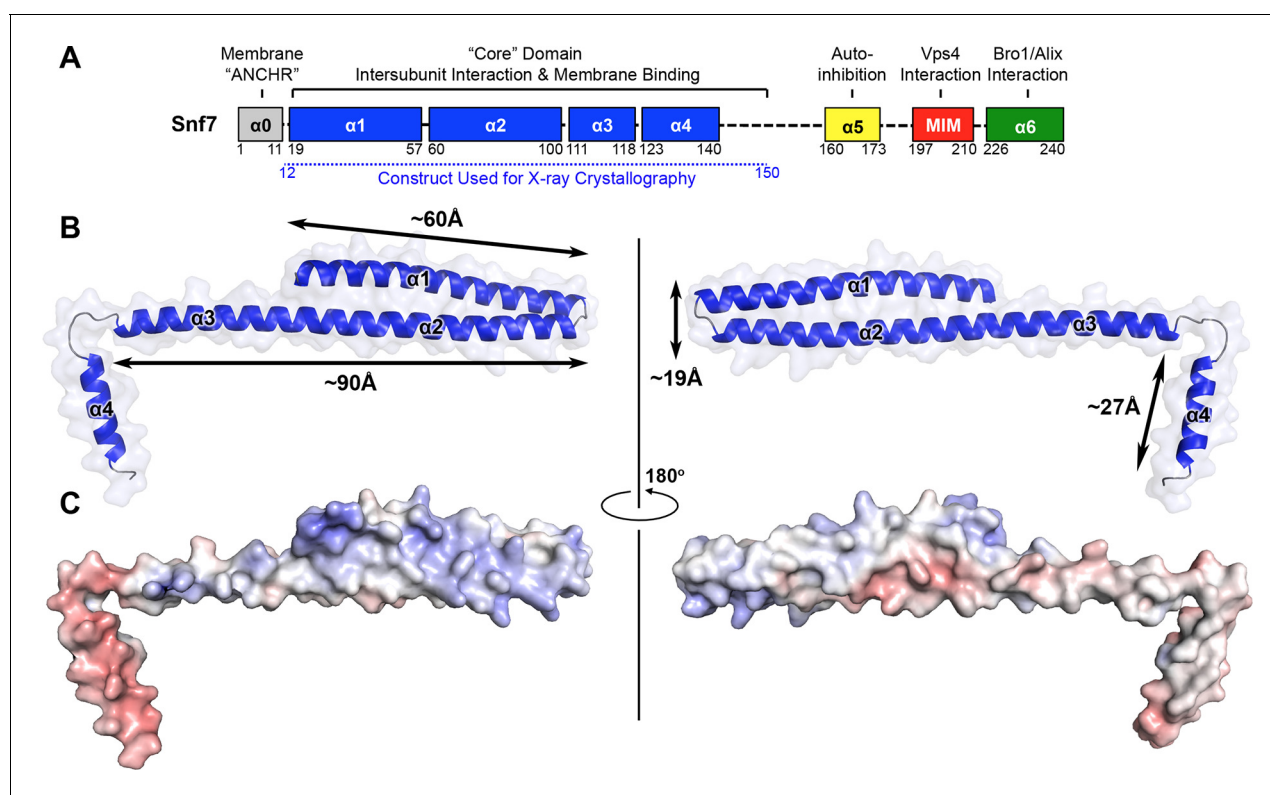 A
Membrane
“ANCHR”
“Core” Domain
Intersubunit Interaction & Membrane Binding
Auto-
inhibition
Vps4
Interaction
Bro1/Alix
Interaction
Snf7 α0 α1 α2 α3 α4 α5 MIM α6
1 11 19 57 60 100 111 118 123 140 160 173 197 210 226 240
12 150
Construct Used for X-ray Crystallography
B
~60Å
α1
α3 α2
~90Å
α4
α1
α2 α3
~19Å
~27Å
α4
180°
C